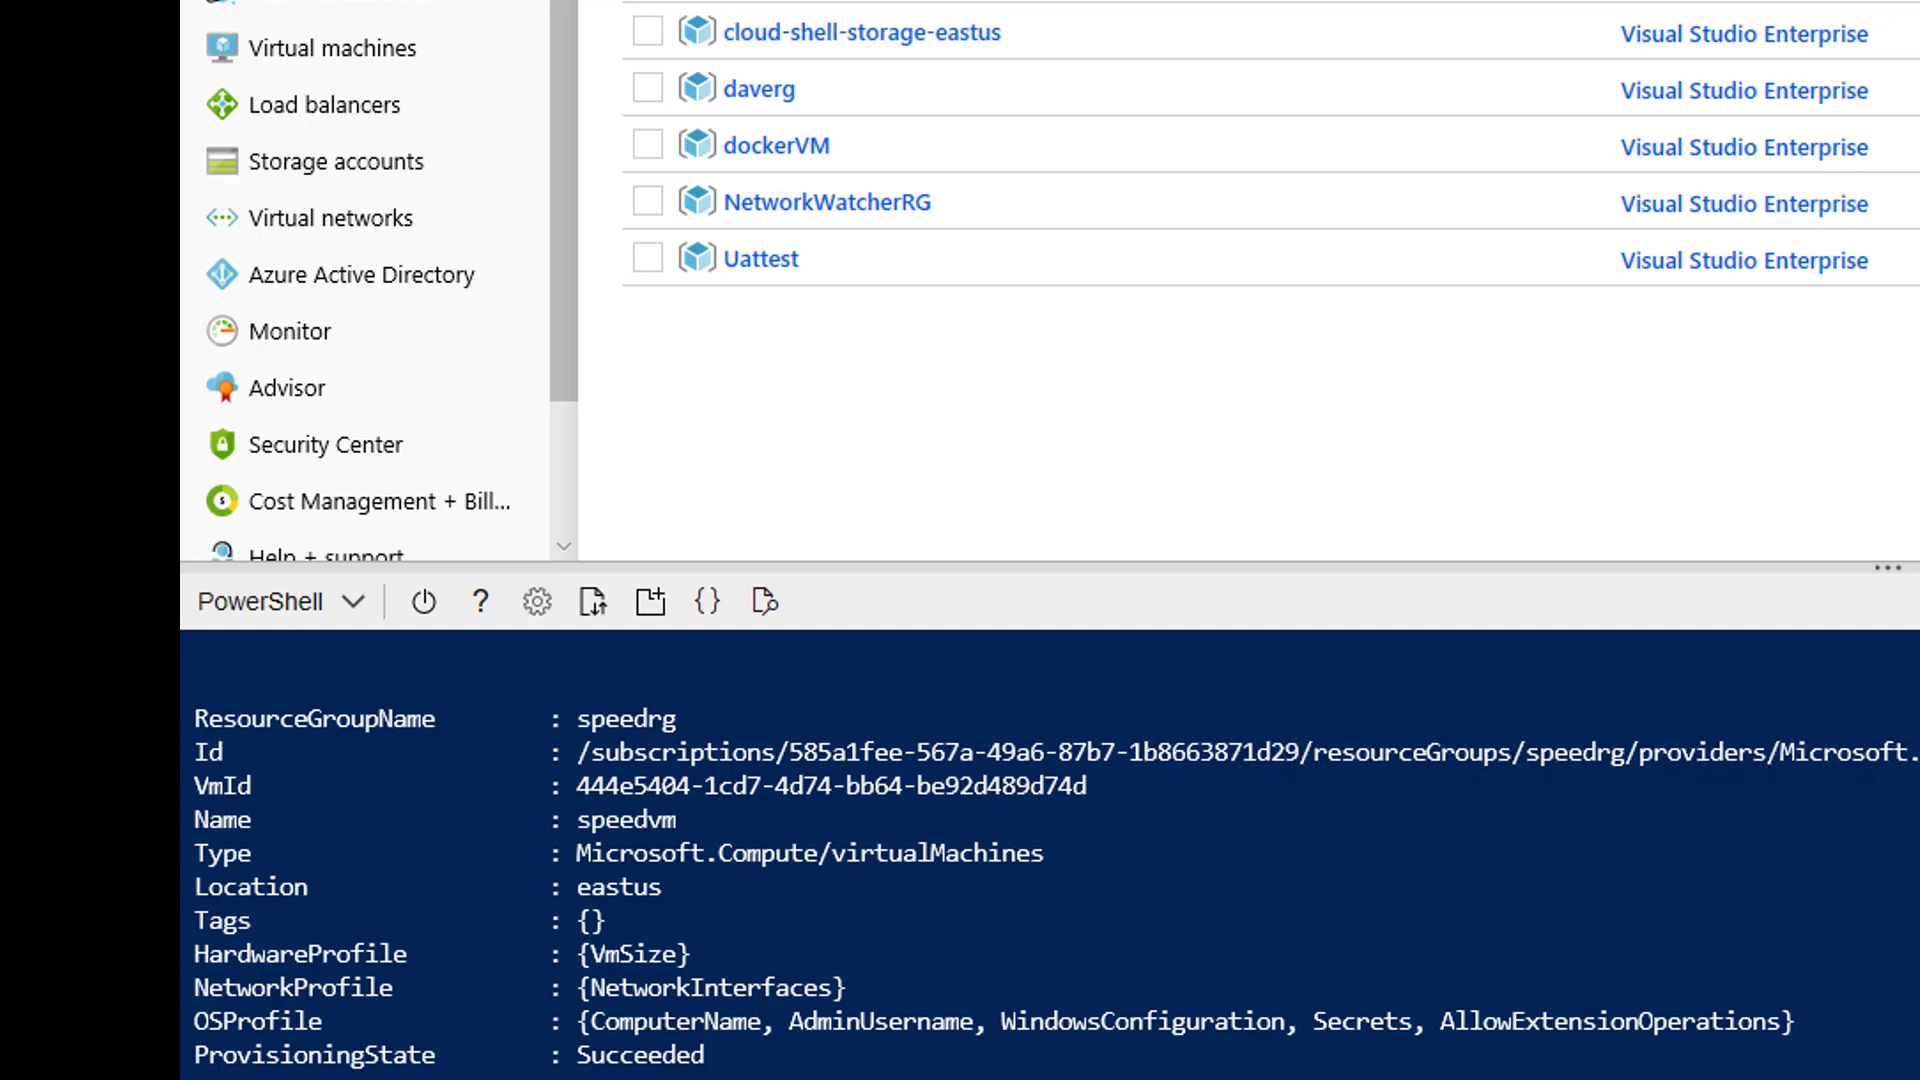 cloud-shell-storage-eastus Visual Studio Enterprise
Virtual machines
daverg Visual Studio Enterprise
Load balancers
dockerVM Visual Studio Enterprise
Storage accounts
NetworkWatcherRG Visual Studio Enterprise
Virtual networks
Uattest Visual Studio Enterprise
Azure Active Directory
Monitor
Advisor
Security Center
Cost Management + Bill...
Help + support
PowerShell ? { }
ResourceGroupName : speedrg
Id : /subscriptions/585a1fee-567a-49a6-87b7-1b8663871d29/resourceGroups/speedrg/providers/Microsoft.
VmId : 444e5404-1cd7-4d74-bb64-be92d489d74d
Name : speedvm
Type : Microsoft.Compute/virtualMachines
Location : eastus
Tags : {}
HardwareProfile : {VmSize}
NetworkProfile : {NetworkInterfaces}
OSProfile : {ComputerName, AdminUsername, WindowsConfiguration, Secrets, AllowExtensionOperations}
ProvisioningState : Succeeded